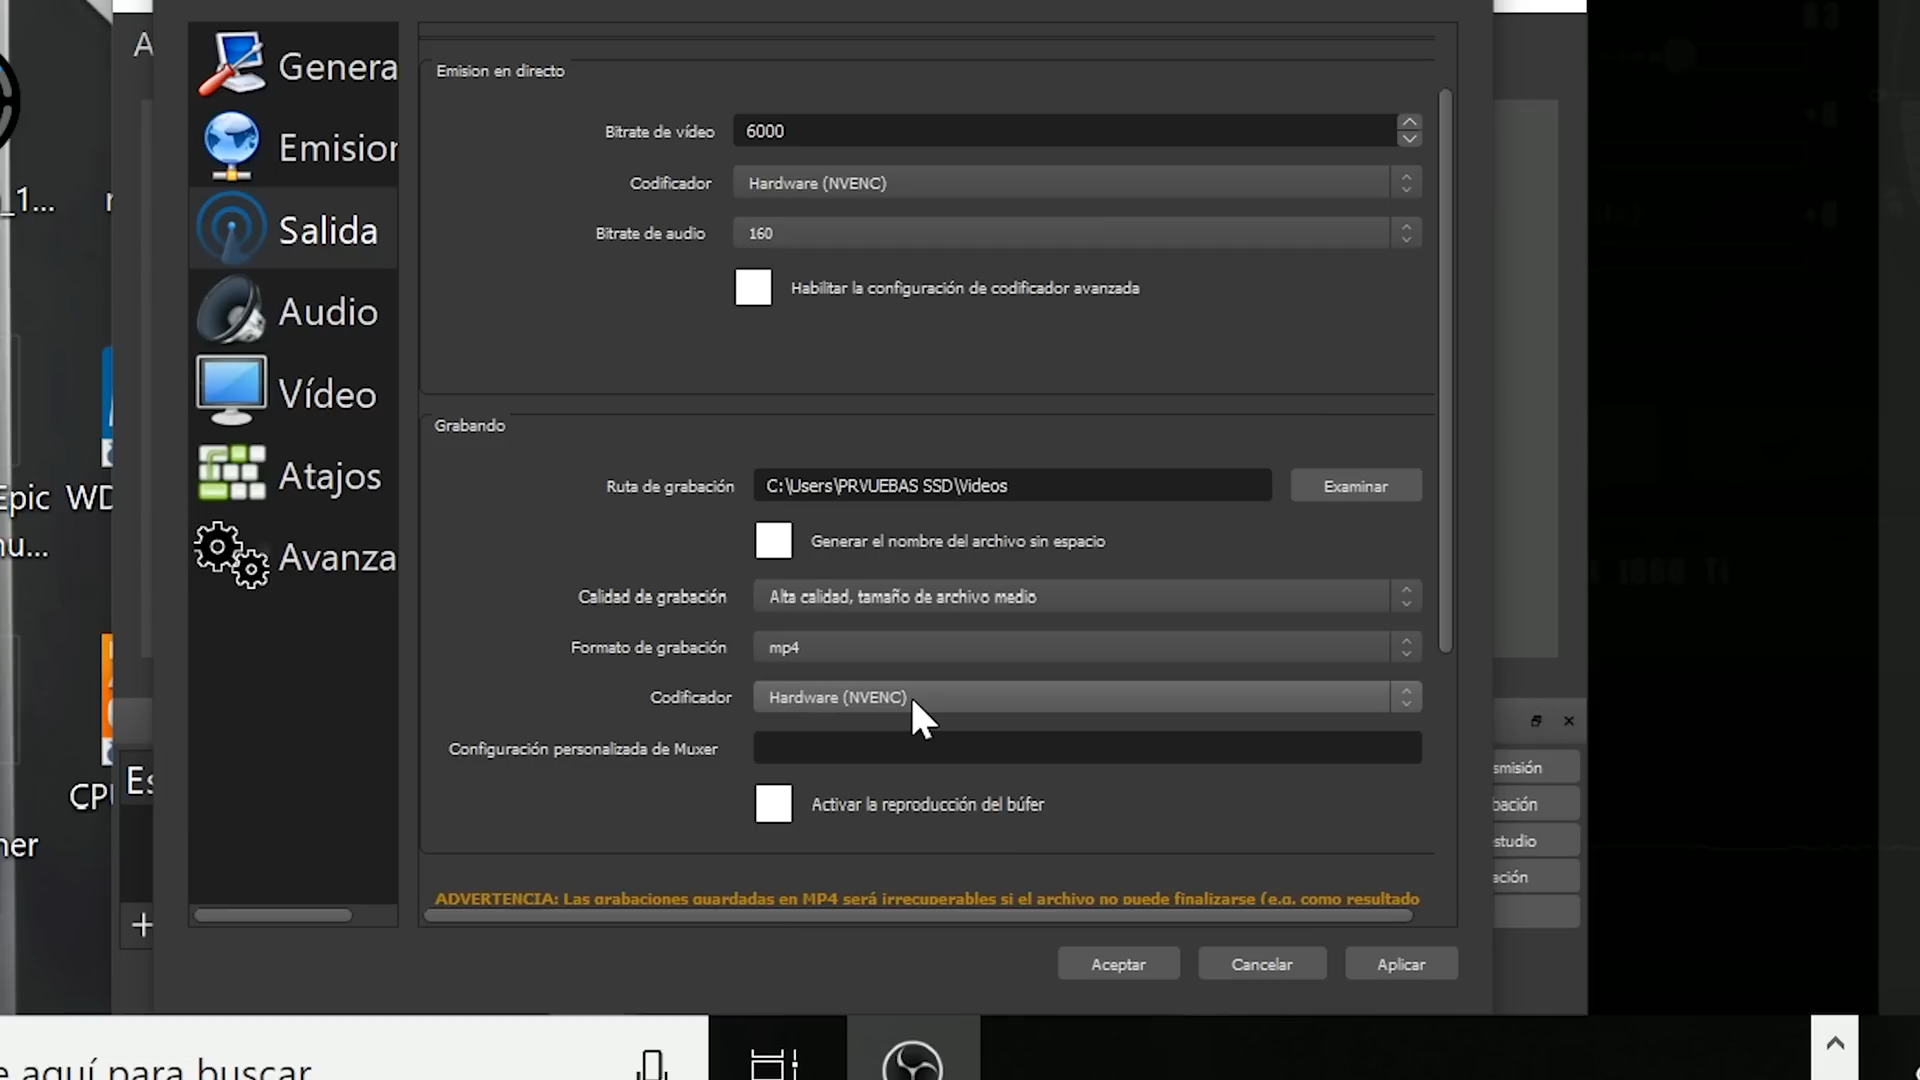 Genera
Emision
Salida
Audio
Vídeo
Atajos
Avanza
Emision en directo
Bitrate de vídeo 6000
Codificador Hardware (NVENC)
Bitrate de audio 160
Habilitar la configuración de codificador avanzada
Grabando
Ruta de grabación C:\Users\PRVUEBAS SSD\Videos Examinar
Generar el nombre del archivo sin espacio
Calidad de grabación Alta calidad, tamaño de archivo medio
Formato de grabación mp4
Codificador Hardware (NVENC)
Configuración personalizada de Muxer
Activar la reproducción del búfer
ADVERTENCIA: Las grabaciones guardadas en MP4 será irrecuperables si el archivo no puede finalizarse (e.g. como resultado
Aceptar Cancelar Aplicar
A
_1...
r
Epic WD
nu...
CPU
Es
ner
+
smisión
bación
studio
ación
1060 TI
e aquí para buscar